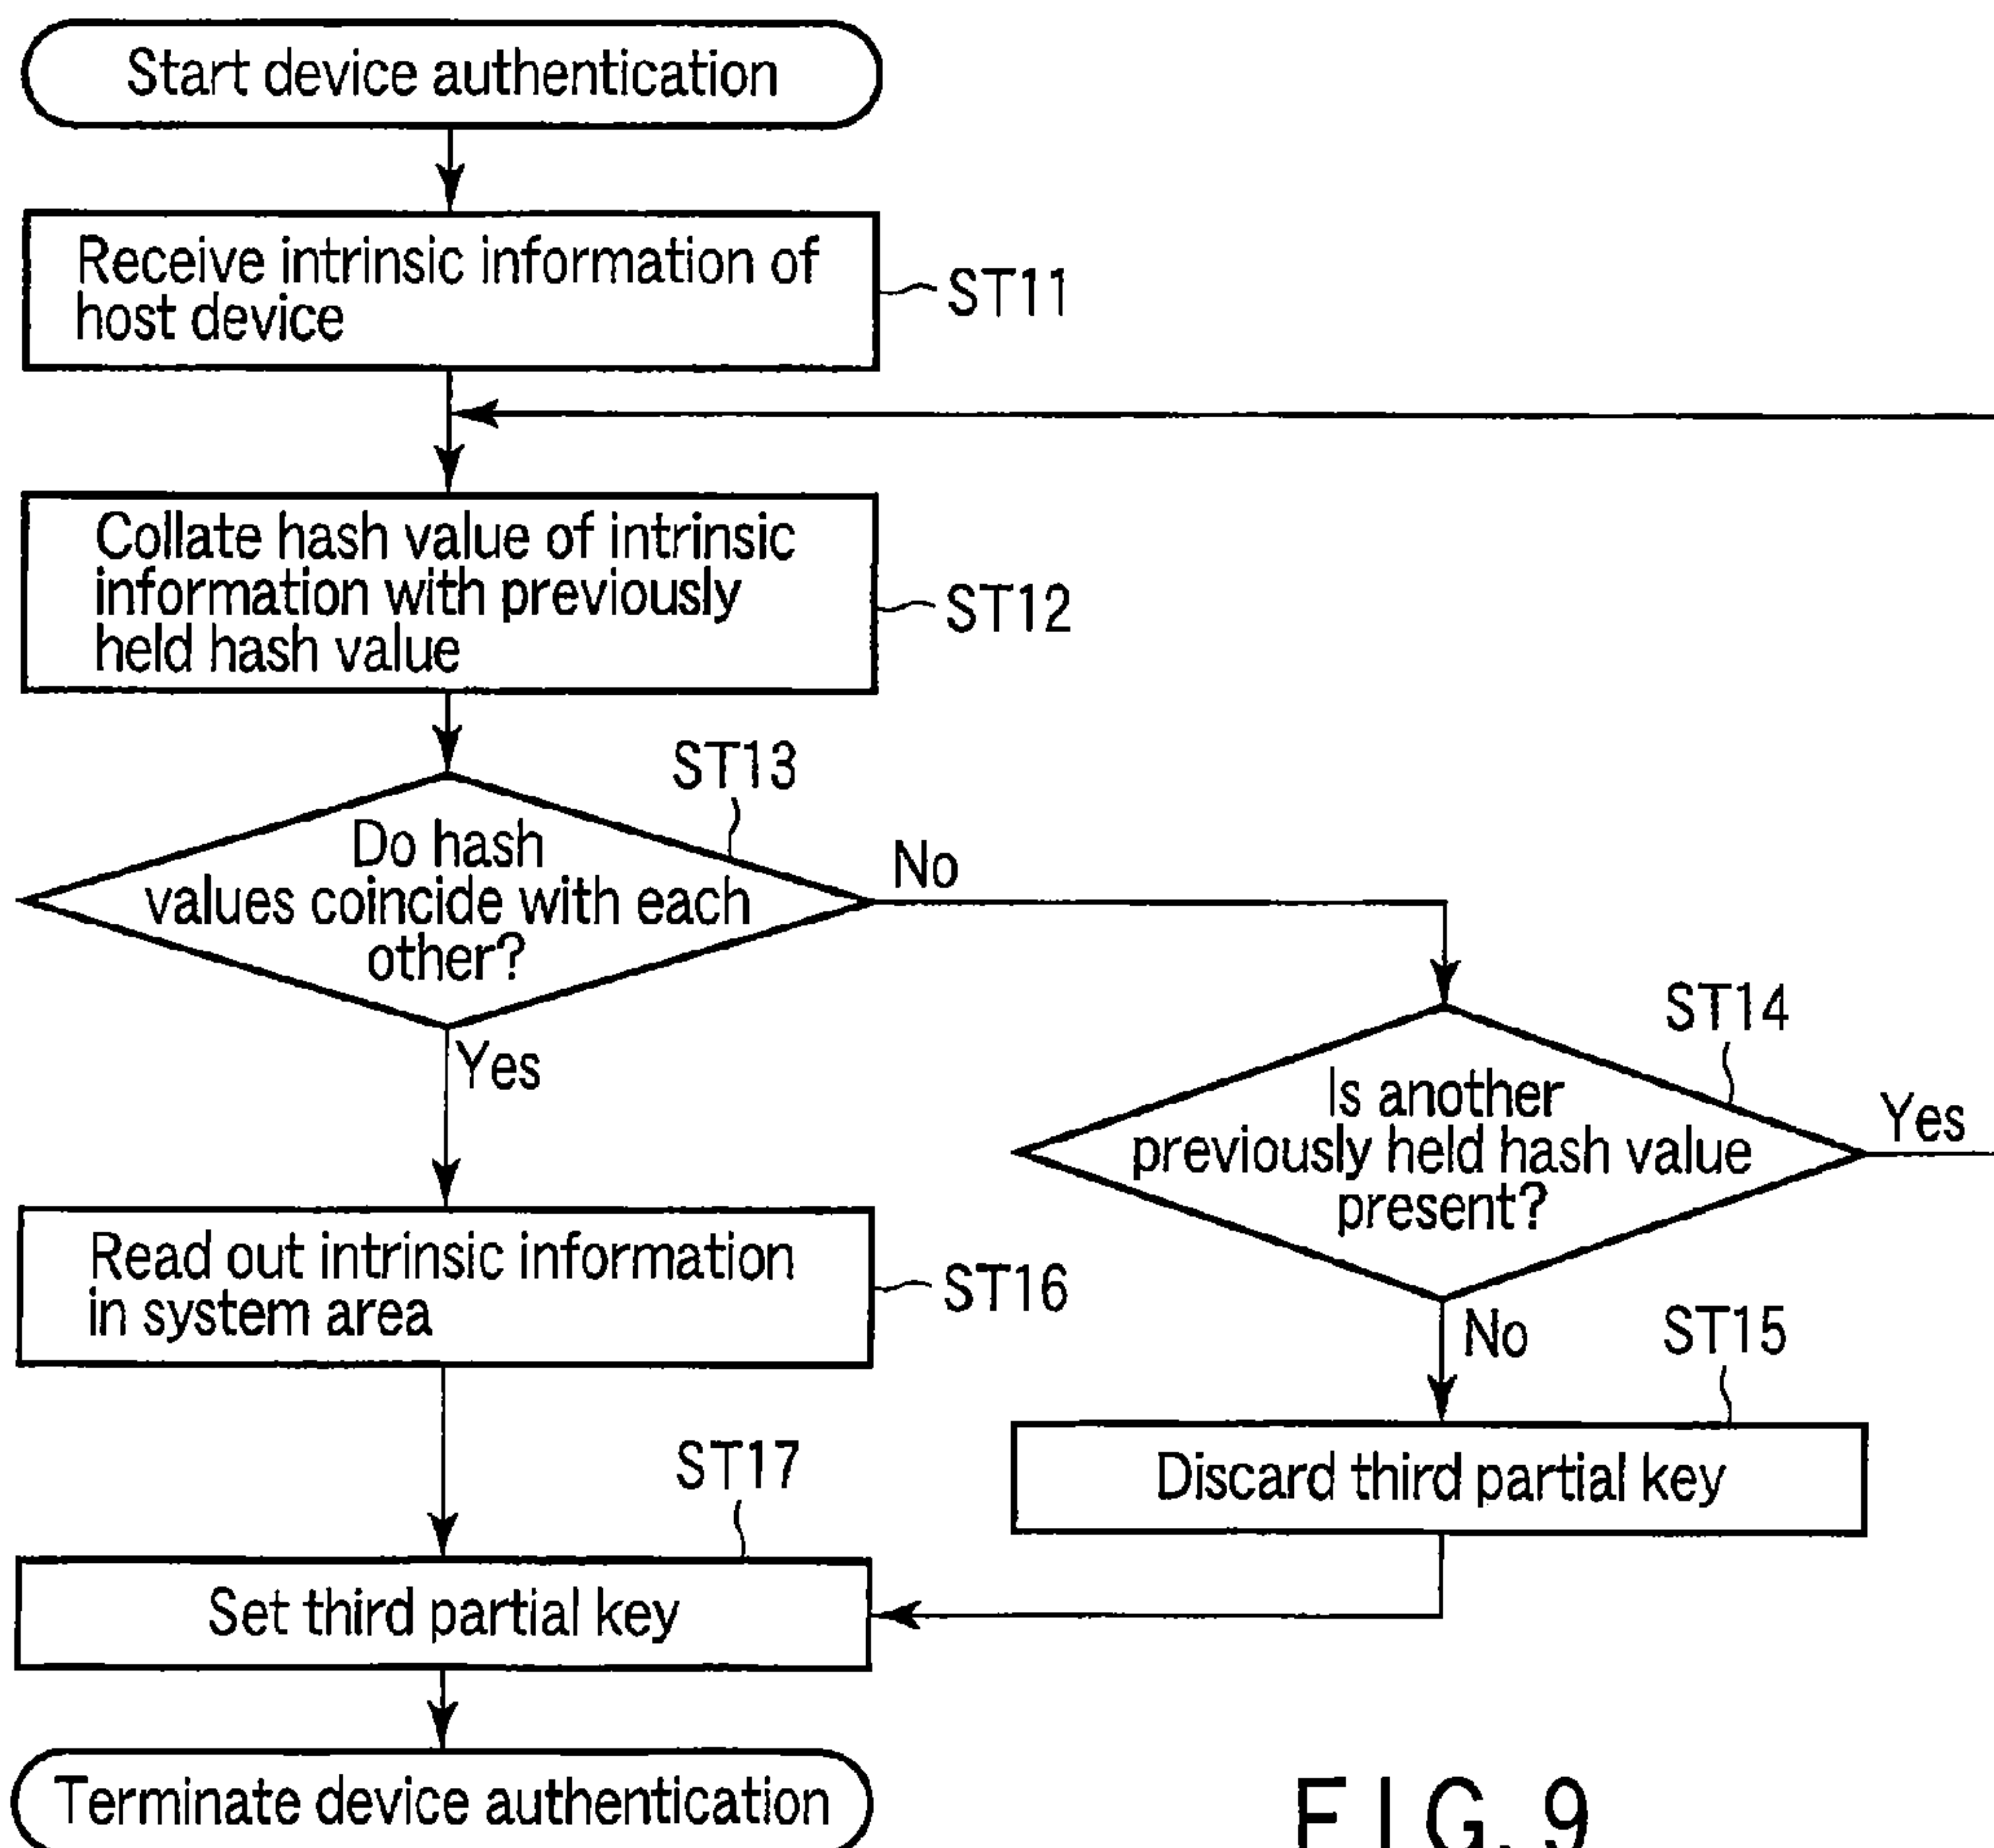 Start device authentication
Receive intrinsic information of
host device
ST11
Collate hash value of intrinsic
information with previously
held hash value
ST12
ST13
Do hash
values coincide with each
other?
No
Yes
ST14
Is another
previously held hash value
present?
Yes
No
Read out intrinsic information
in system area
ST16
ST15
Discard third partial key
ST17
Set third partial key
Terminate device authentication
FIG. 9